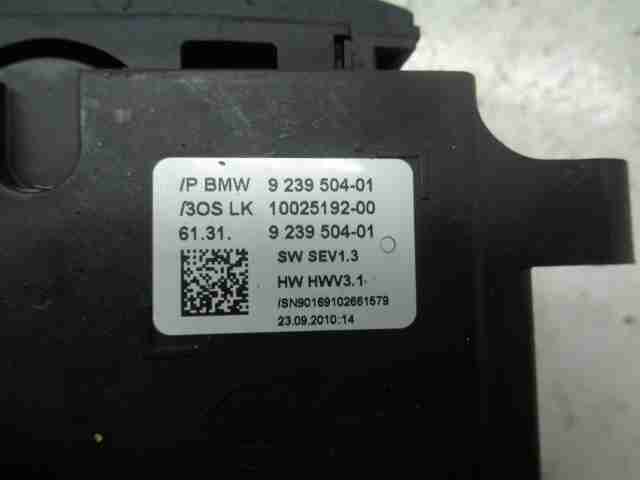 /P BMW 9 239 504-01
/3OS LK 10025192-00
61.31. 9 239 504-01
SW SEV1.3
HW HWV3.1
/SN90169102661579
23.09.2010:14